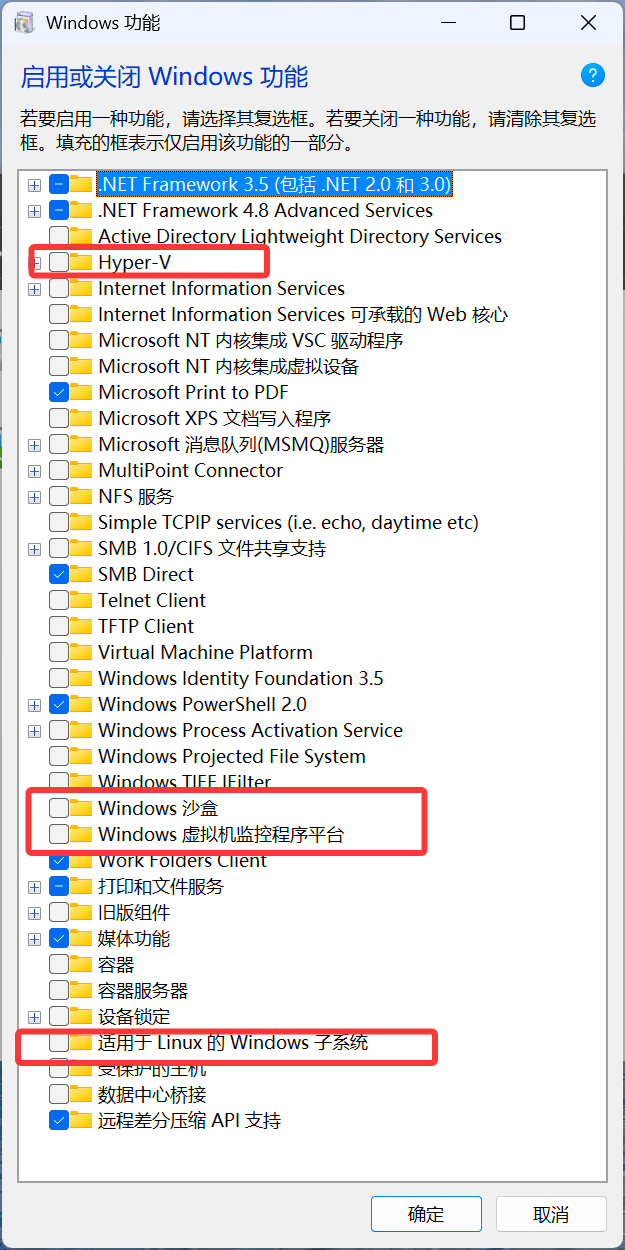 Windows 功能
启用或关闭 Windows 功能
?
若要启用一种功能，请选择其复选框。若要关闭一种功能，请清除其复选
框。填充的框表示仅启用该功能的一部分。
.NET Framework 3.5 (包括 .NET 2.0 和 3.0)
.NET Framework 4.8 Advanced Services
Active Directory Lightweight Directory Services
Hyper-V
Internet Information Services
Internet Information Services 可承载的 Web 核心
Microsoft NT 内核集成 VSC 驱动程序
Microsoft NT 内核集成虚拟设备
Microsoft Print to PDF
Microsoft XPS 文档写入程序
Microsoft 消息队列(MSMQ)服务器
MultiPoint Connector
NFS 服务
Simple TCPIP services (i.e. echo, daytime etc)
SMB 1.0/CIFS 文件共享支持
SMB Direct
Telnet Client
TFTP Client
Virtual Machine Platform
Windows Identity Foundation 3.5
Windows PowerShell 2.0
Windows Process Activation Service
Windows Projected File System
Windows TIFF IFilter
Windows 沙盒
Windows 虚拟机监控程序平台
Work Folders Client
打印和文件服务
旧版组件
媒体功能
容器
容器服务器
设备锁定
适用于 Linux 的 Windows 子系统
受保护的主机
数据中心桥接
远程差分压缩 API 支持
确定
取消